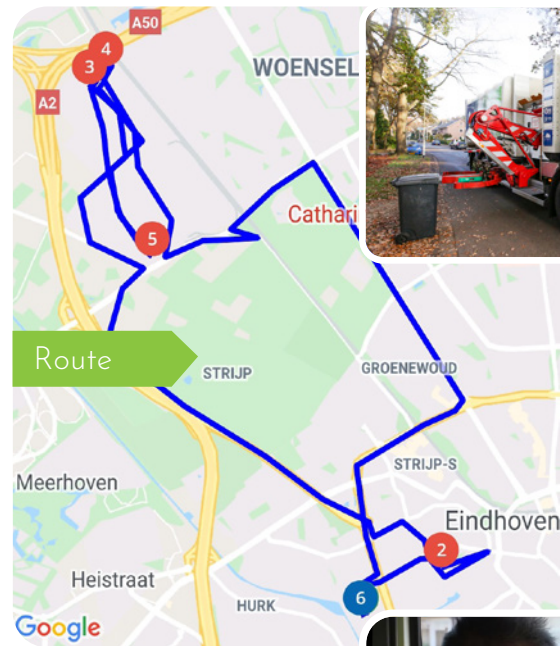 A50
4
3
WOENSEL
A2
Cathari
5
Route
STRIJP
GROENEWOUD
STRIJP-S
Meerhoven
Eindhoven
2
Heistraat
6
HURK
Google